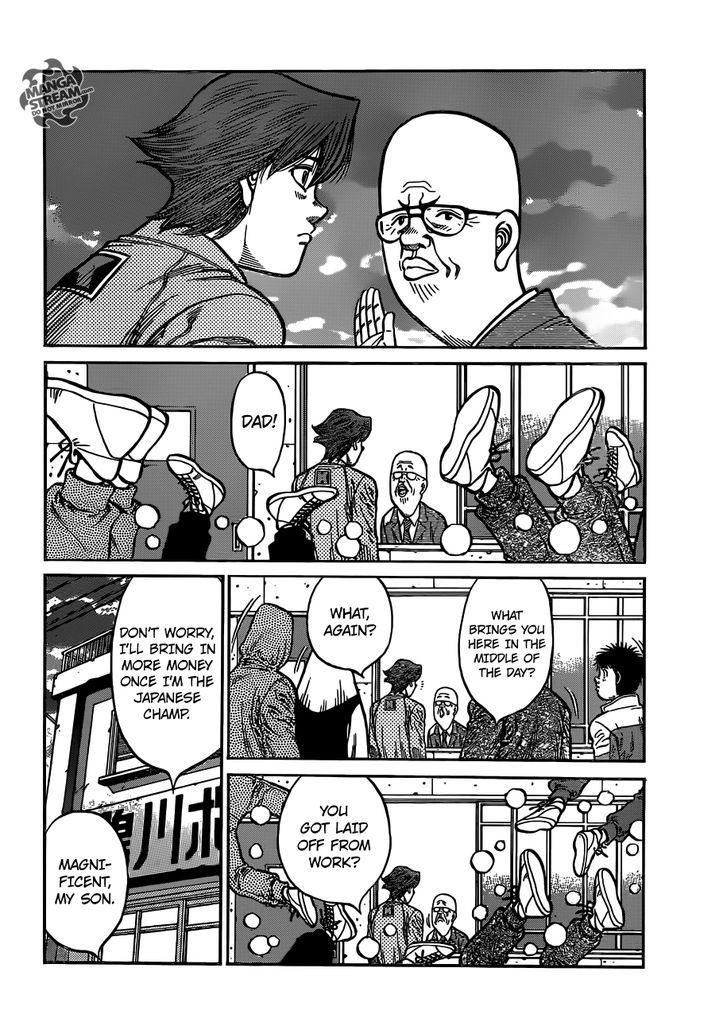 MANGA
STREAM.com
DO NOT MIRROR
DAD!
WHAT
BRINGS YOU
HERE IN THE
MIDDLE OF
THE DAY?
WHAT,
AGAIN?
YOU
GOT LAID
OFF FROM
WORK?
DON'T WORRY,
I'LL BRING IN
MORE MONEY
ONCE I'M THE
JAPANESE
CHAMP.
川ボ
MAGNI-
FICENT,
MY SON.